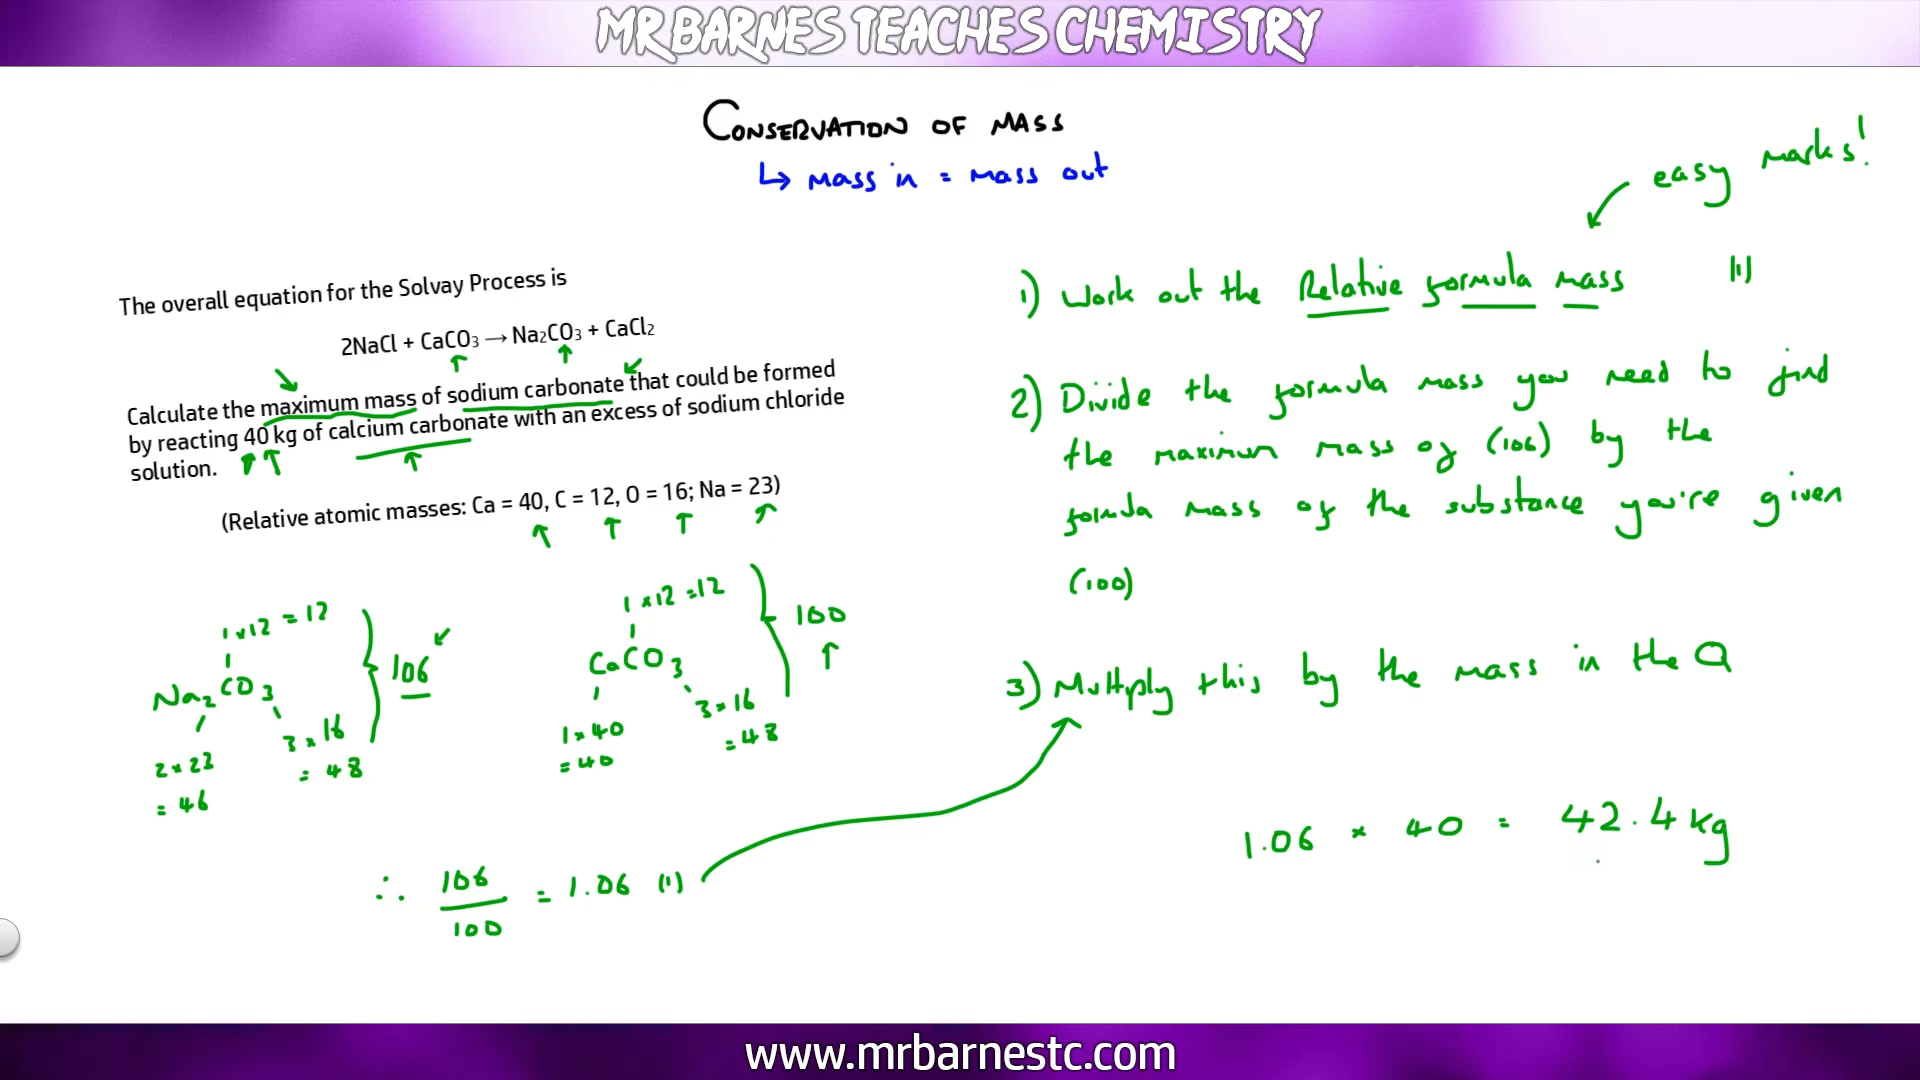 MR BARNES TEACHES CHEMISTRY
CONSERVATION OF MASS
↳ mass in = mass out
easy marks!
The overall equation for the Solvay Process is
2NaCl + CaCO₃ → Na₂CO₃ + CaCl₂
Calculate the maximum mass of sodium carbonate that could be formed
by reacting 40 kg of calcium carbonate with an excess of sodium chloride
solution.
(Relative atomic masses: Ca = 40, C = 12, O = 16; Na = 23)
1 × 12 = 12
Na₂CO₃
2 × 23
= 46
3 × 16
= 48
106
1 × 12 = 12
CaCO₃
1 × 40
= 40
3 × 16
= 48
100
∴ 106
100
= 1.06 (1)
1) Work out the Relative formula mass (1)
2) Divide the formula mass you need to find
the maximum mass of (106) by the
formula mass of the substance you're given
(100)
3) Multiply this by the mass in the Q
1.06 × 40 = 42.4 kg
www.mrbarnestc.com